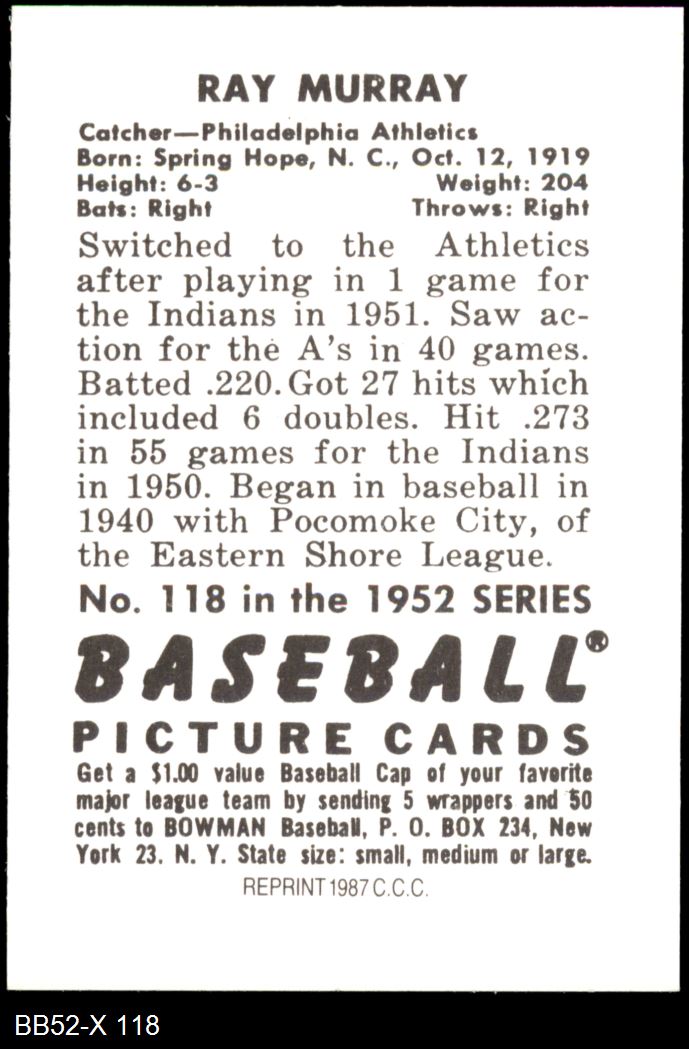 RAY MURRAY
Catcher—Philadelphia Athletics
Born: Spring Hope, N. C., Oct. 12, 1919
Height: 6-3 Weight: 204
Bats: Right Throws: Right
Switched to the Athletics
after playing in 1 game for
the Indians in 1951. Saw ac-
tion for the A's in 40 games.
Batted .220. Got 27 hits which
included 6 doubles. Hit .273
in 55 games for the Indians
in 1950. Began in baseball in
1940 with Pocomoke City, of
the Eastern Shore League.
No. 118 in the 1952 SERIES
BASEBALL®
PICTURE CARDS
Get a $1.00 value Baseball Cap of your favorite
major league team by sending 5 wrappers and 50
cents to BOWMAN Baseball, P. O. BOX 234, New
York 23. N. Y. State size: small, medium or large.
REPRINT 1987 C.C.C.
BB52-X 118